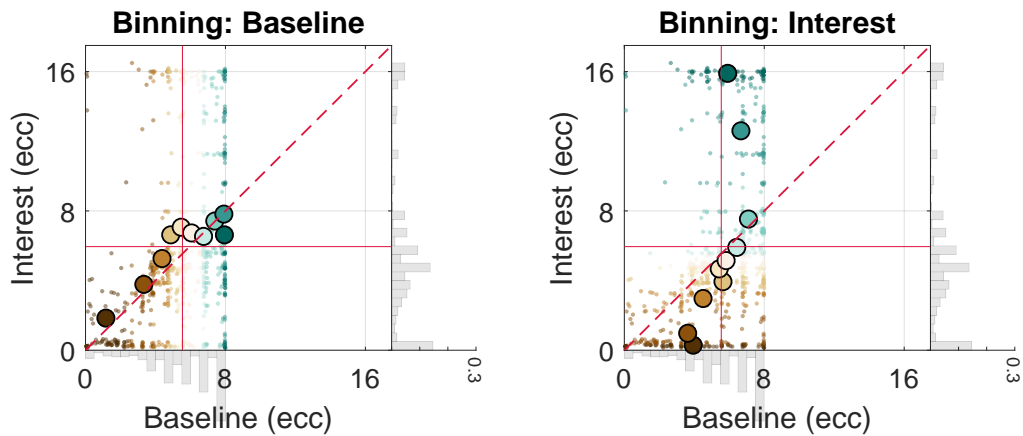 Binning: Baseline
16
8
0
Interest (ecc)
0
8
16
0.3
Baseline (ecc)
Binning: Interest
16
8
0
Interest (ecc)
0
8
16
0.3
Baseline (ecc)